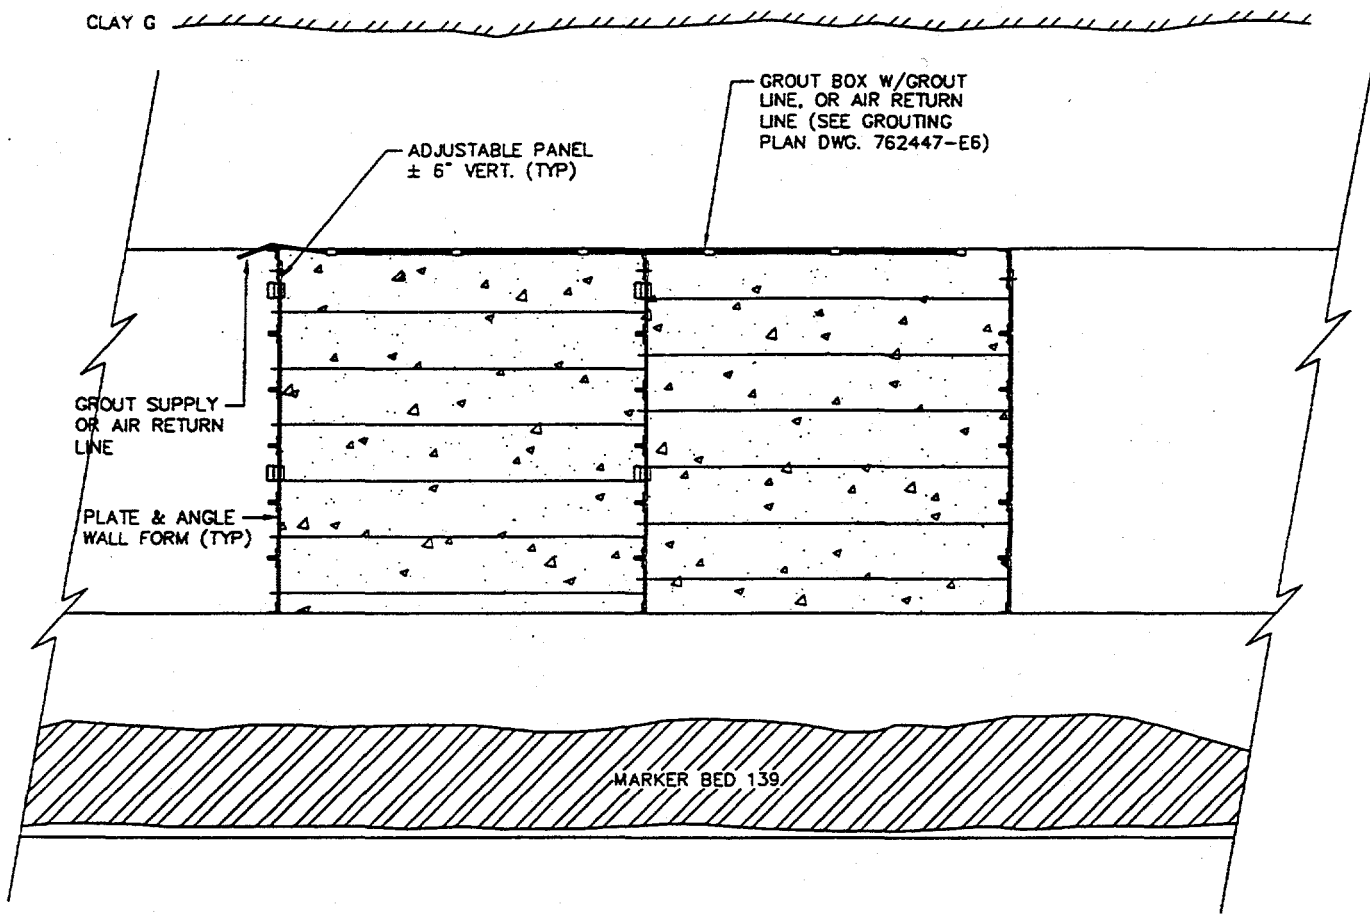 CLAY G
GROUT BOX W/GROUT
LINE, OR AIR RETURN
LINE (SEE GROUTING
PLAN DWG. 762447-E6)
ADJUSTABLE PANEL
± 6" VERT. (TYP)
GROUT SUPPLY
OR AIR RETURN
LINE
PLATE & ANGLE
WALL FORM (TYP)
MARKER BED 139